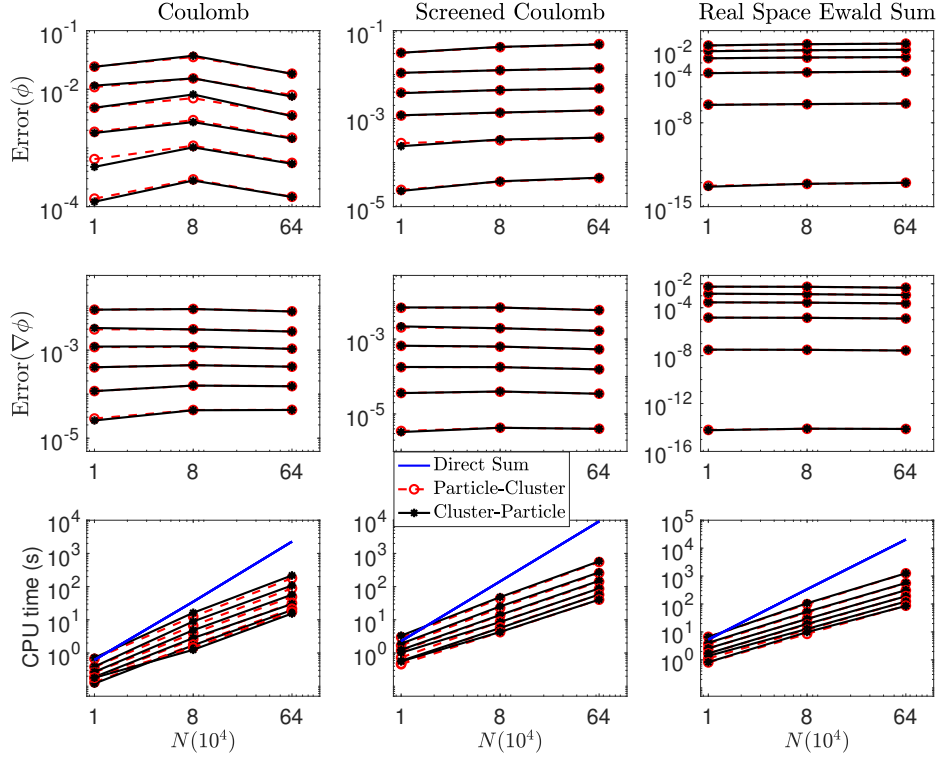 Coulomb
Screened Coulomb
Real Space Ewald Sum
Error(ϕ)
10^-1
10^-2
10^-4
1 8 64
10^-1
10^-3
10^-5
1 8 64
10^-2
10^-4
10^-8
10^-15
1 8 64
Error(∇ϕ)
10^-3
10^-5
1 8 64
10^-3
10^-5
1 8 64
10^-2
10^-4
10^-8
10^-14
10^-16
1 8 64
Direct Sum
Particle-Cluster
Cluster-Particle
CPU time (s)
10^4
10^3
10^2
10^1
10^0
1 8 64
N(10^4)
10^4
10^3
10^2
10^1
10^0
1 8 64
N(10^4)
10^5
10^4
10^3
10^2
10^1
10^0
1 8 64
N(10^4)